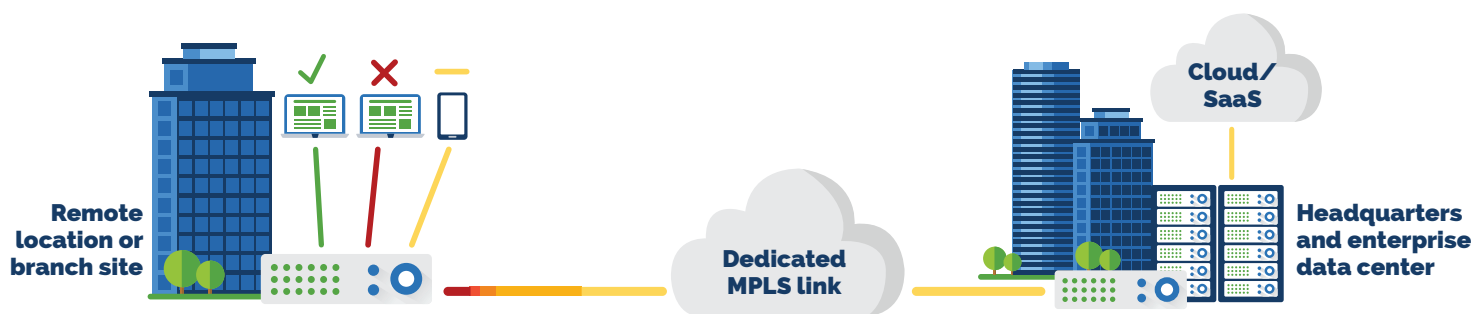 Remote
location or
branch site
Dedicated
MPLS link
Cloud/
SaaS
Headquarters
and enterprise
data center